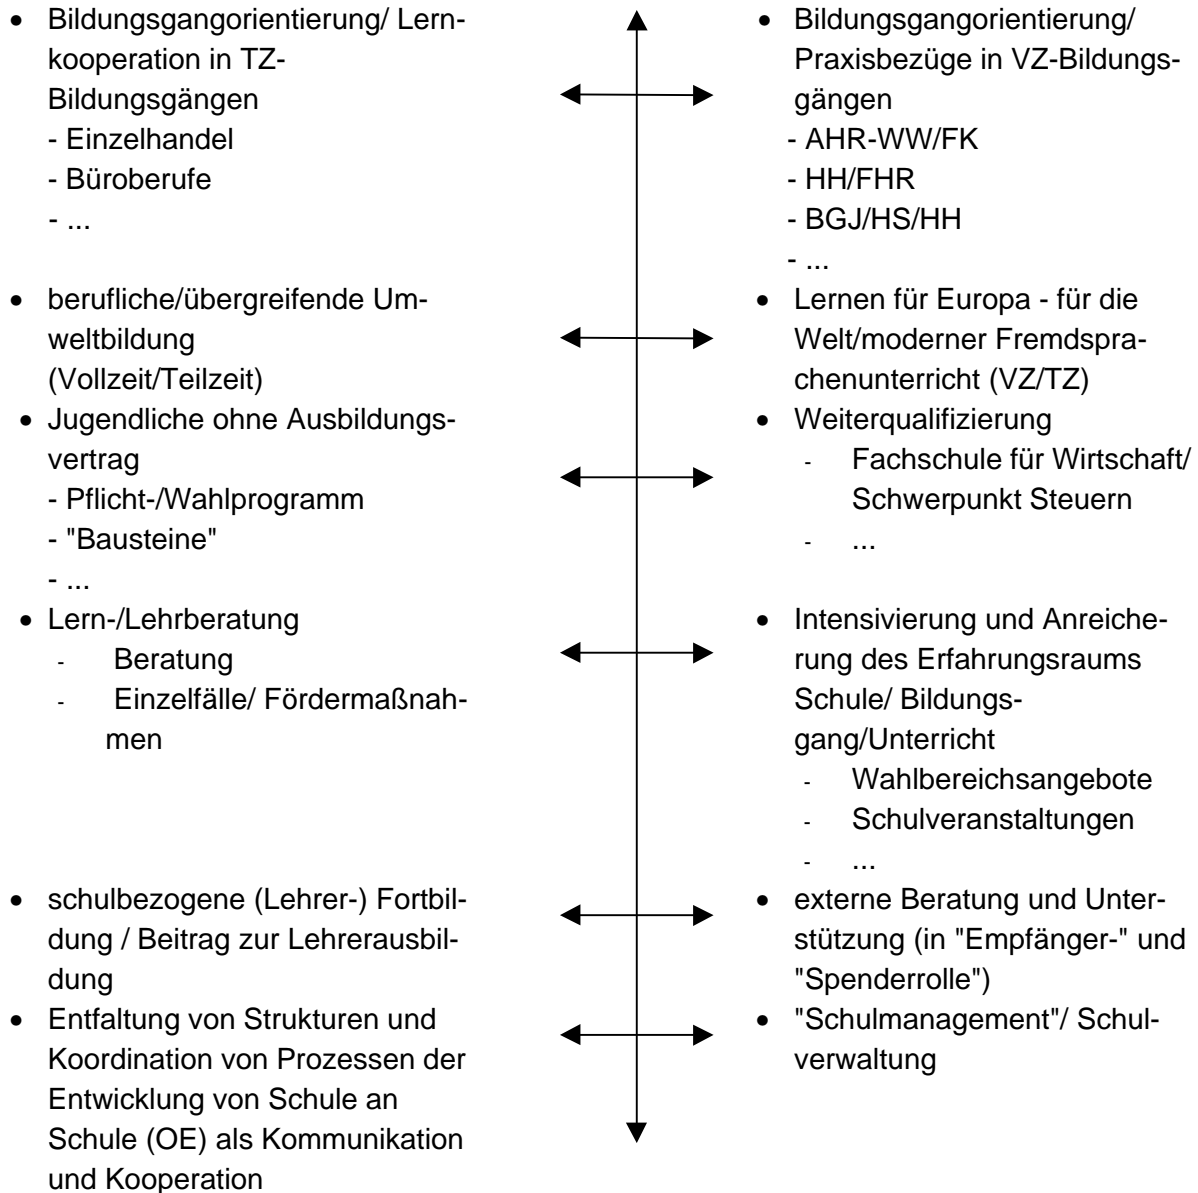 • Bildungsgangorientierung/ Lern-
kooperation in TZ-
Bildungsgängen
- Einzelhandel
- Büroberufe
- ...
• berufliche/übergreifende Um-
weltbildung
(Vollzeit/Teilzeit)
• Jugendliche ohne Ausbildungs-
vertrag
- Pflicht-/Wahlprogramm
- "Bausteine"
- ...
• Lern-/Lehrberatung
- Beratung
- Einzelfälle/ Fördermaßnah-
men
• schulbezogene (Lehrer-) Fortbil-
dung / Beitrag zur Lehrerausbil-
dung
• Entfaltung von Strukturen und
Koordination von Prozessen der
Entwicklung von Schule an
Schule (OE) als Kommunikation
und Kooperation
• Bildungsgangorientierung/
Praxisbezüge in VZ-Bildungs-
gängen
- AHR-WW/FK
- HH/FHR
- BGJ/HS/HH
- ...
• Lernen für Europa - für die
Welt/moderner Fremdspra-
chenunterricht (VZ/TZ)
• Weiterqualifizierung
- Fachschule für Wirtschaft/
Schwerpunkt Steuern
- ...
• Intensivierung und Anreiche-
rung des Erfahrungsraums
Schule/ Bildungs-
gang/Unterricht
- Wahlbereichsangebote
- Schulveranstaltungen
- ...
• externe Beratung und Unter-
stützung (in "Empfänger-" und
"Spenderrolle")
• "Schulmanagement"/ Schul-
verwaltung